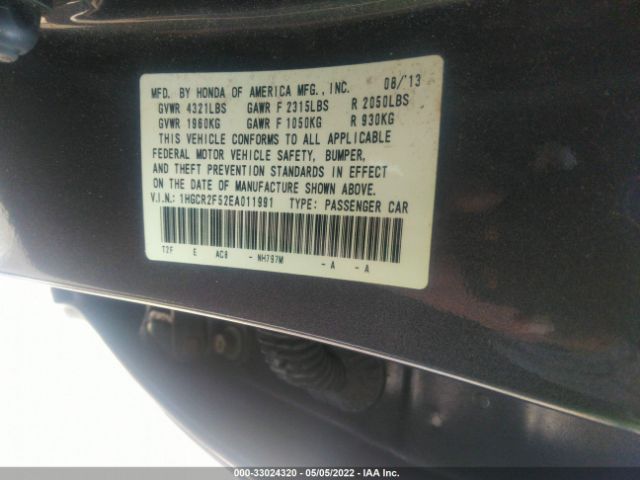 MFD. BY HONDA OF AMERICA MFG., INC. 08/'13
GVWR 4321LBS GAWR F 2315LBS R 2050LBS
GVWR 1960KG GAWR F 1050KG R 930KG
THIS VEHICLE CONFORMS TO ALL APPLICABLE
FEDERAL MOTOR VEHICLE SAFETY, BUMPER,
AND THEFT PREVENTION STANDARDS IN EFFECT
ON THE DATE OF MANUFACTURE SHOWN ABOVE.
V.I.N.: 1HGCR2F52EA011991 TYPE: PASSENGER CAR
T2F E AC8 - NH797M - A - A
000-33024320 - 05/05/2022 - IAA Inc.